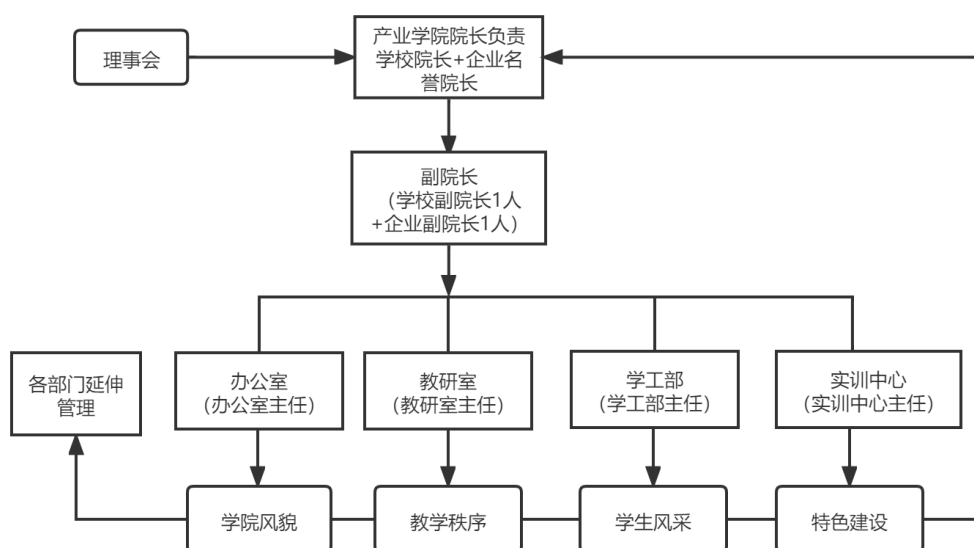 理事会
产业学院院长负责
学校院长+企业名
誉院长
副院长
（学校副院长1人
+企业副院长1人）
各部门延伸
管理
办公室
（办公室主任）
教研室
（教研室主任）
学工部
（学工部主任）
实训中心
（实训中心主任）
学院风貌
教学秩序
学生风采
特色建设